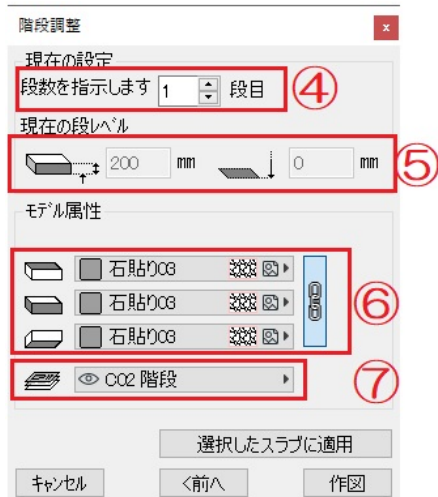 階段調整
x
現在の設定
段数を指示します 1 段目 ④
現在の段レベル
200 mm 0 mm ⑤
モデル属性
石貼り03
石貼り03
石貼り03
⑥
C02 階段 ⑦
選択したスラブに適用
キャンセル <前へ 作図